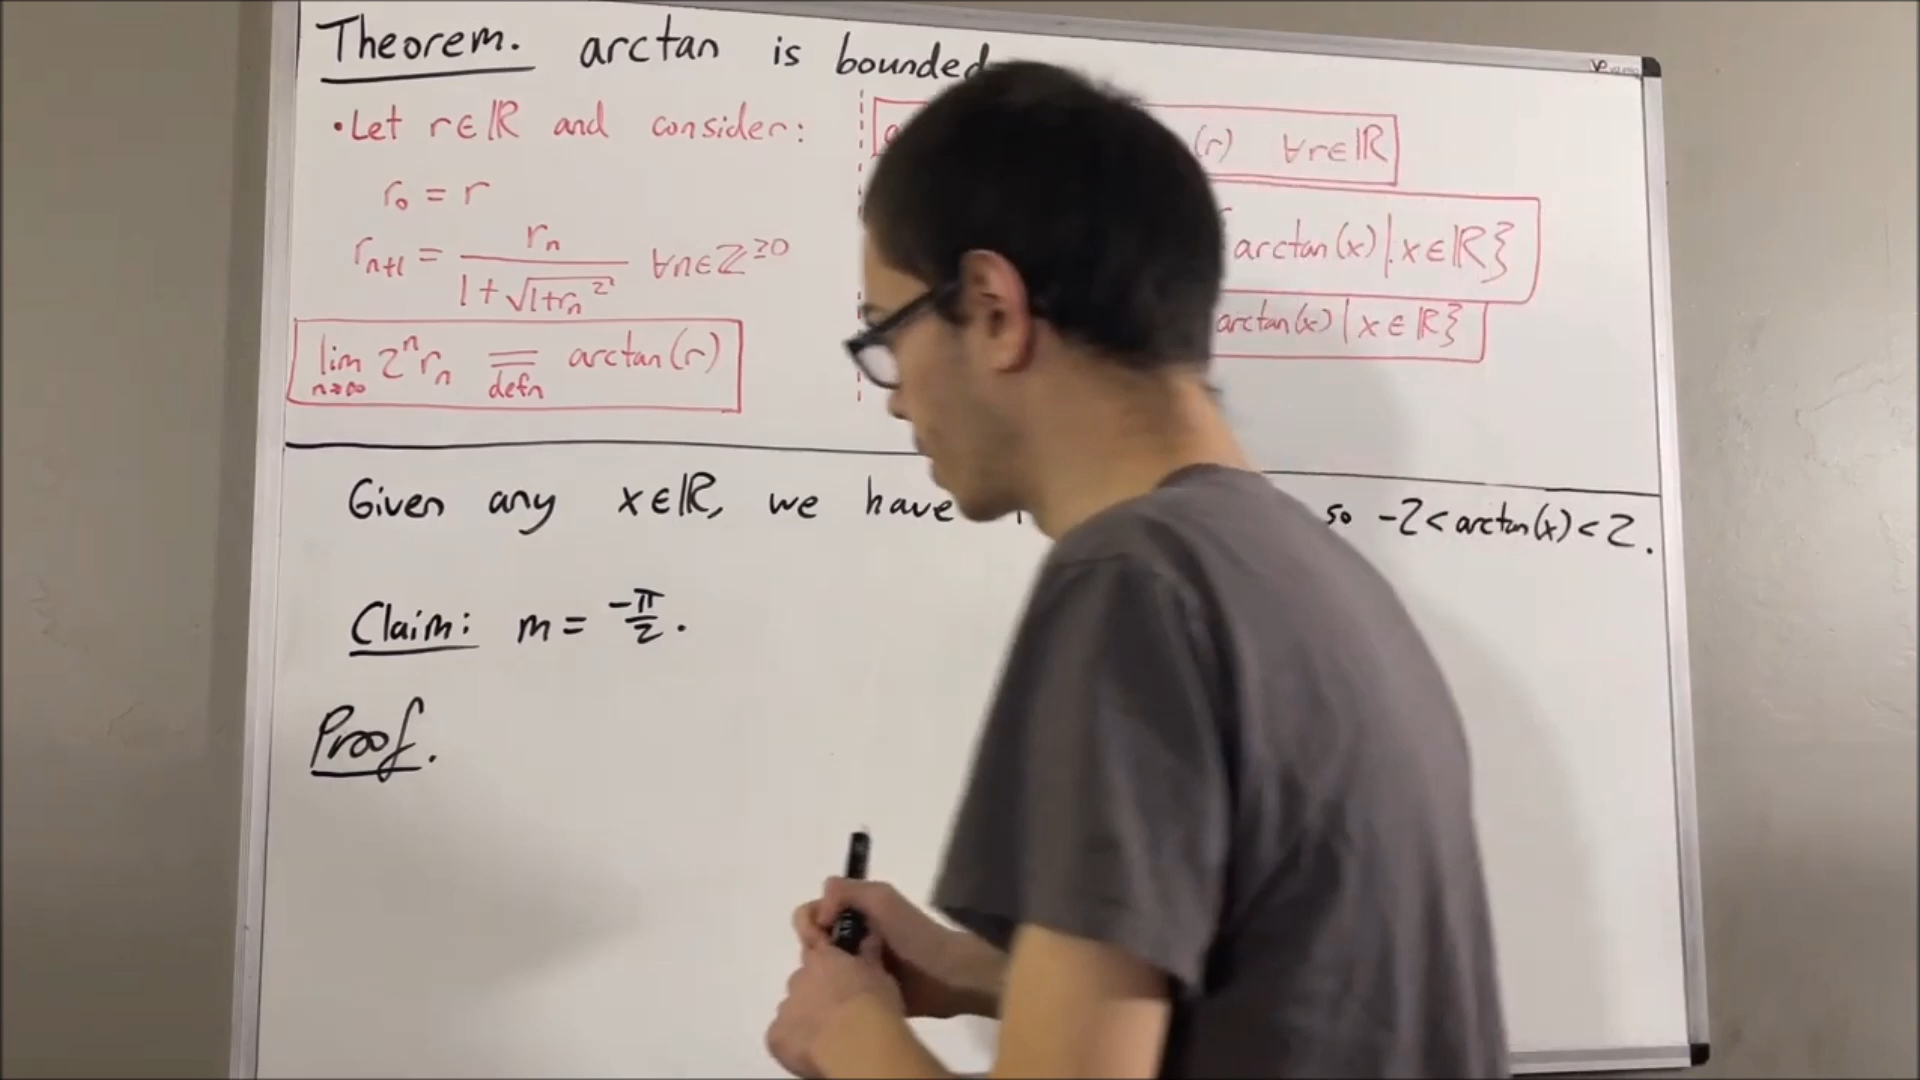 Theorem. arctan is bounded
• Let r∈ℝ and consider:
r₀ = r
rₙ₊₁ = rₙ / (1+√(1+rₙ²)) ∀n∈ℤ^≥0
lim n→∞ 2ⁿrₙ = defn arctan(r)
(r) ∀r∈ℝ
arctan(x) | x∈ℝ}
arctan(x) | x∈ℝ}
Given any x∈ℝ, we have so -2 < arctan(x) < 2.
Claim: m = -π/2.
Proof.